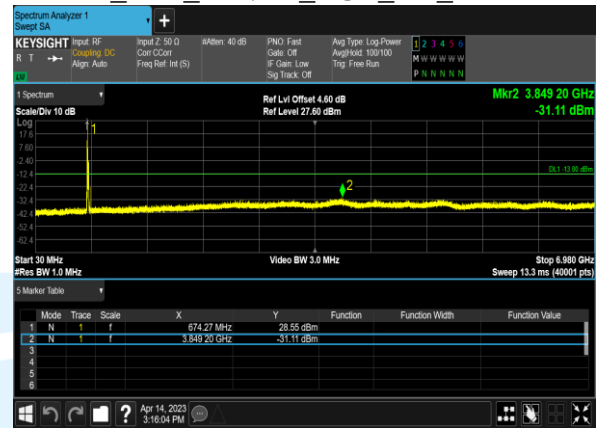 Spectrum Analyzer 1
Swept SA
+
KEYSIGHT Input: RF Input Z: 50 Ω #Atten: 40 dB PNO: Fast Avg Type: Log-Power 1 2 3 4 5 6
R T Coupling: DC Corr CCorr Gate: Off Avg|Hold: 100/100 M W W W W W
Align: Auto Freq Ref: Int (S) IF Gain: Low Trig: Free Run
LV Sig Track: Off P N N N N N
1 Spectrum Ref Lvl Offset 4.60 dB Mkr2 3.849 20 GHz
Scale/Div 10 dB Ref Level 27.60 dBm -31.11 dBm
Log
17.6 1
7.60
-2.40
-12.4 DL1 -13.00 dBm
-22.4 2
-32.4
-42.4
-52.4
-62.4
Start 30 MHz Video BW 3.0 MHz Stop 6.980 GHz
#Res BW 1.0 MHz Sweep 13.3 ms (40001 pts)
5 Marker Table
Mode Trace Scale X Y Function Function Width Function Value
1 N 1 f 674.27 MHz 28.55 dBm
2 N 1 f 3.849 20 GHz -31.11 dBm
3
4
5
6
? Apr 14, 2023
3:16:04 PM